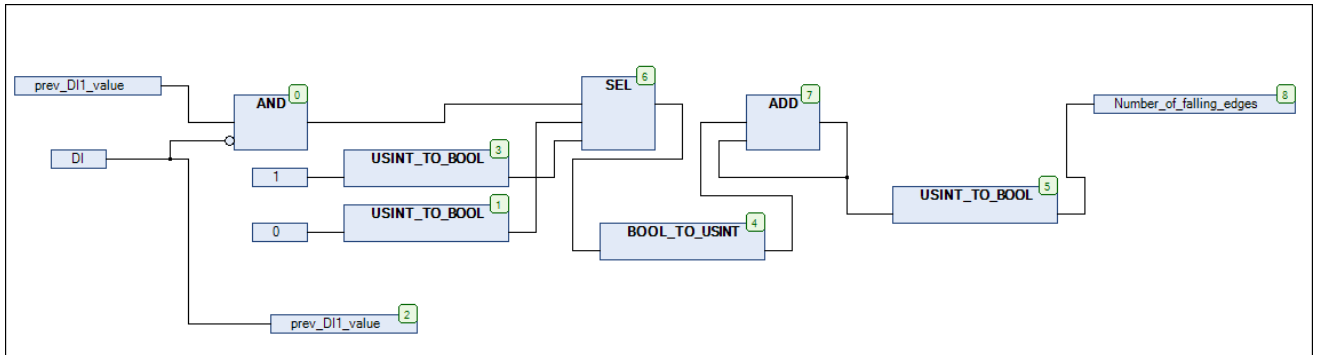 prev_DI1_value
AND
0
DI
1
USINT_TO_BOOL
3
0
USINT_TO_BOOL
1
prev_DI1_value
2
SEL
6
BOOL_TO_USINT
4
ADD
7
USINT_TO_BOOL
5
Number_of_falling_edges
8